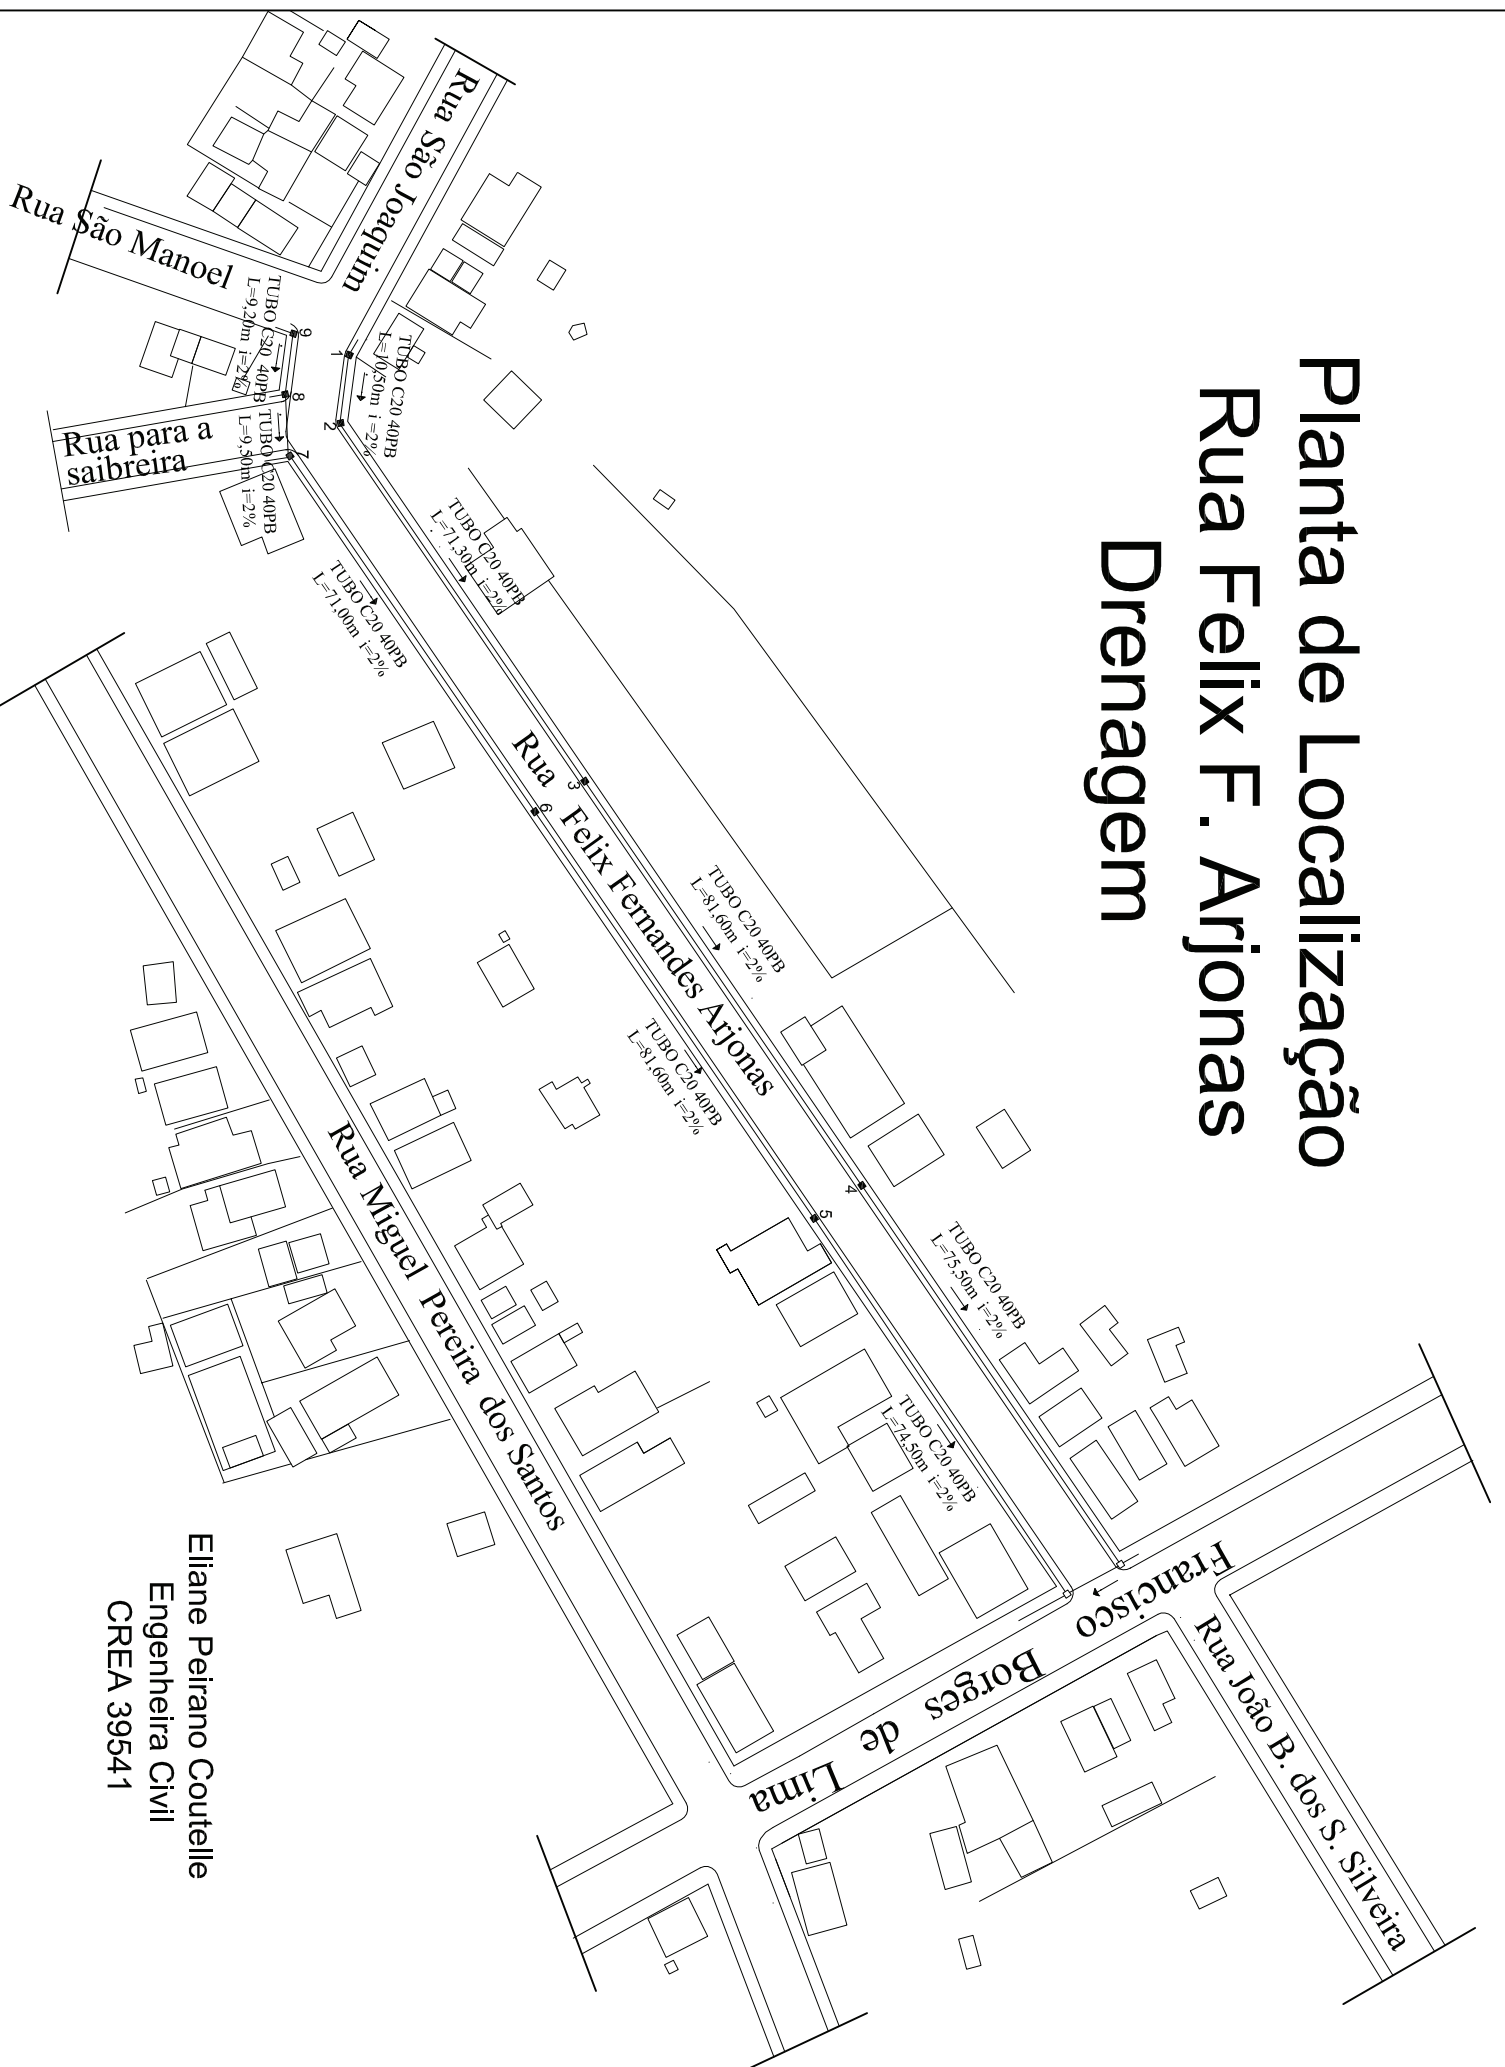 Planta de Localização
Rua Felix F. Arjonas
Drenagem
Rua São Joaquim
Rua São Manoel
Rua para a
saibreira
TUBO C20 40PB
L=9,20m i=2%
TUBO C20 40PB
L=9,50m i=2%
TUBO C20 40PB
L=10,50m i=2%
9
8
7
1
2
TUBO C20 40PB
L=71,30m i=2%
TUBO C20 40PB
L=71,00m i=2%
3
6
Rua Felix Fernandes Arjonas
TUBO C20 40PB
L=81,60m i=2%
TUBO C20 40PB
L=81,60m i=2%
4
5
TUBO C20 40PB
L=75,50m i=2%
TUBO C20 40PB
L=74,50m i=2%
Rua Miguel Pereira dos Santos
Francisco Borges de Lima
Rua João B. dos S. Silveira
Eliane Peirano Coutelle
Engenheira Civil
CREA 39541